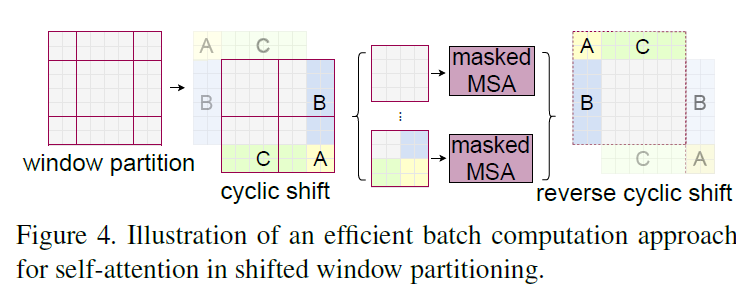 A C
B
B
C A
window partition
cyclic shift
masked
MSA
...
masked
MSA
A C
B B
C A
reverse cyclic shift
Figure 4. Illustration of an efficient batch computation approach
for self-attention in shifted window partitioning.